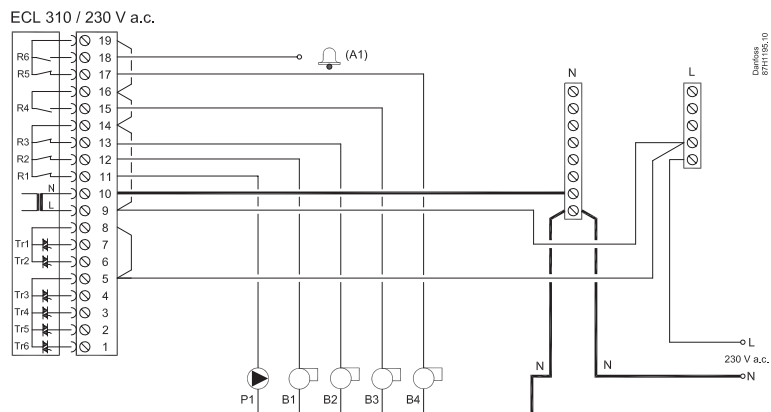 ECL 310 / 230 V a.c.
Danfoss
87H1195.10
19
R6 18 (A1)
R5 17
N L
16
R4 15
14
R3 13
R2 12
R1 11
N 10
L 9
8
Tr1 7
Tr2 6
5
Tr3 4
Tr4 3
Tr5 2
Tr6 1
L
230 V a.c.
N N N
P1 B1 B2 B3 B4